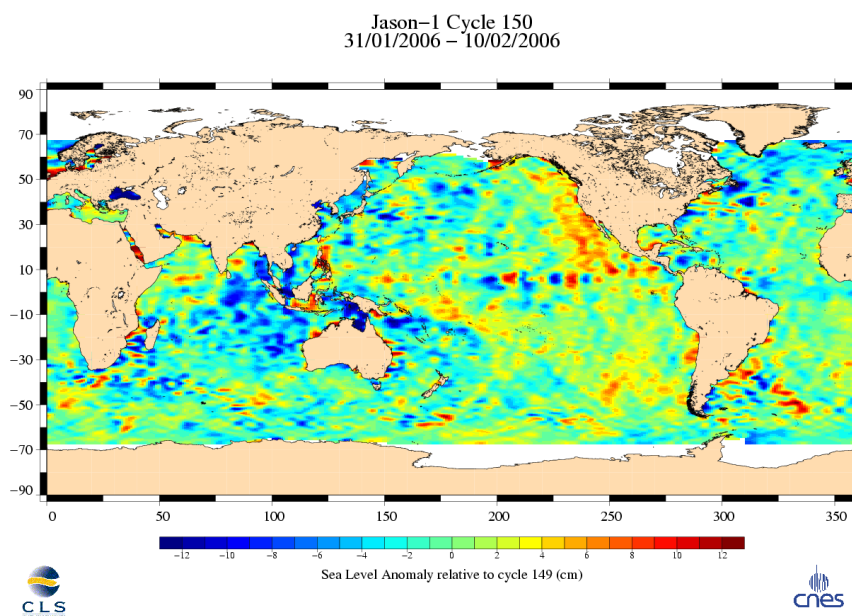 Jason-1 Cycle 150
31/01/2006 - 10/02/2006
90
70
50
30
10
-10
-30
-50
-70
-90
0 50 100 150 200 250 300 350
-12 -10 -8 -6 -4 -2 0 2 4 6 8 10 12
Sea Level Anomaly relative to cycle 149 (cm)
CLS
cnes